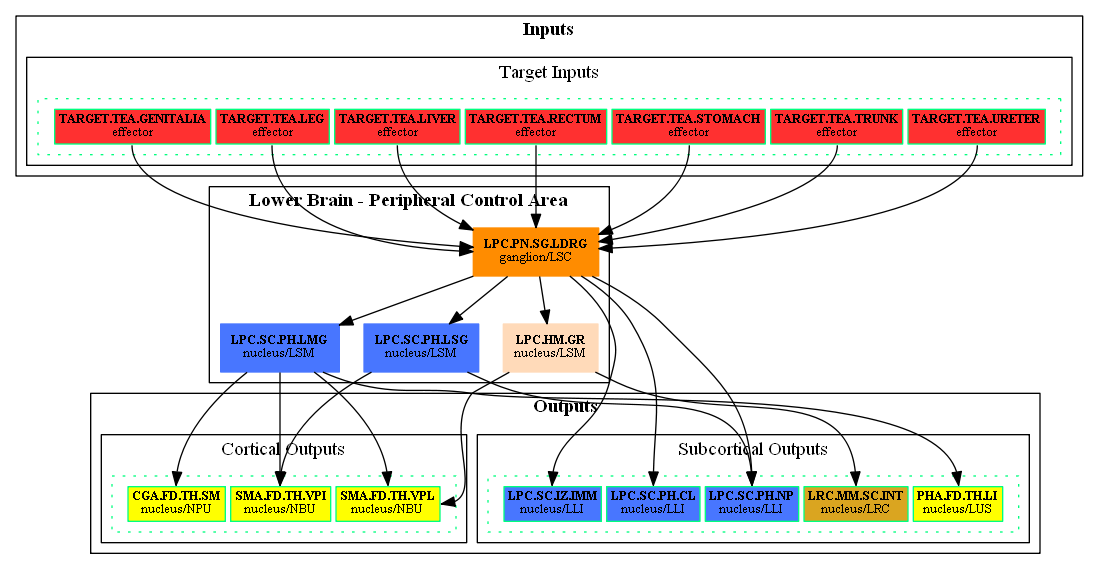 Inputs
Target Inputs
TARGET.TEA.GENITALIA
effector
TARGET.TEA.LEG
effector
TARGET.TEA.LIVER
effector
TARGET.TEA.RECTUM
effector
TARGET.TEA.STOMACH
effector
TARGET.TEA.TRUNK
effector
TARGET.TEA.URETER
effector
Lower Brain - Peripheral Control Area
LPC.PN.SG.LDRG
ganglion/LSC
LPC.SC.PH.LMG
nucleus/LSM
LPC.SC.PH.LSG
nucleus/LSM
LPC.HM.GR
nucleus/LSM
Outputs
Cortical Outputs
CGA.FD.TH.SM
nucleus/NPU
SMA.FD.TH.VPI
nucleus/NBU
SMA.FD.TH.VPL
nucleus/NBU
Subcortical Outputs
LPC.SC.IZ.IMM
nucleus/LLI
LPC.SC.PH.CL
nucleus/LLI
LPC.SC.PH.NP
nucleus/LLI
LRC.MM.SC.INT
nucleus/LRC
PHA.FD.TH.LI
nucleus/LUS